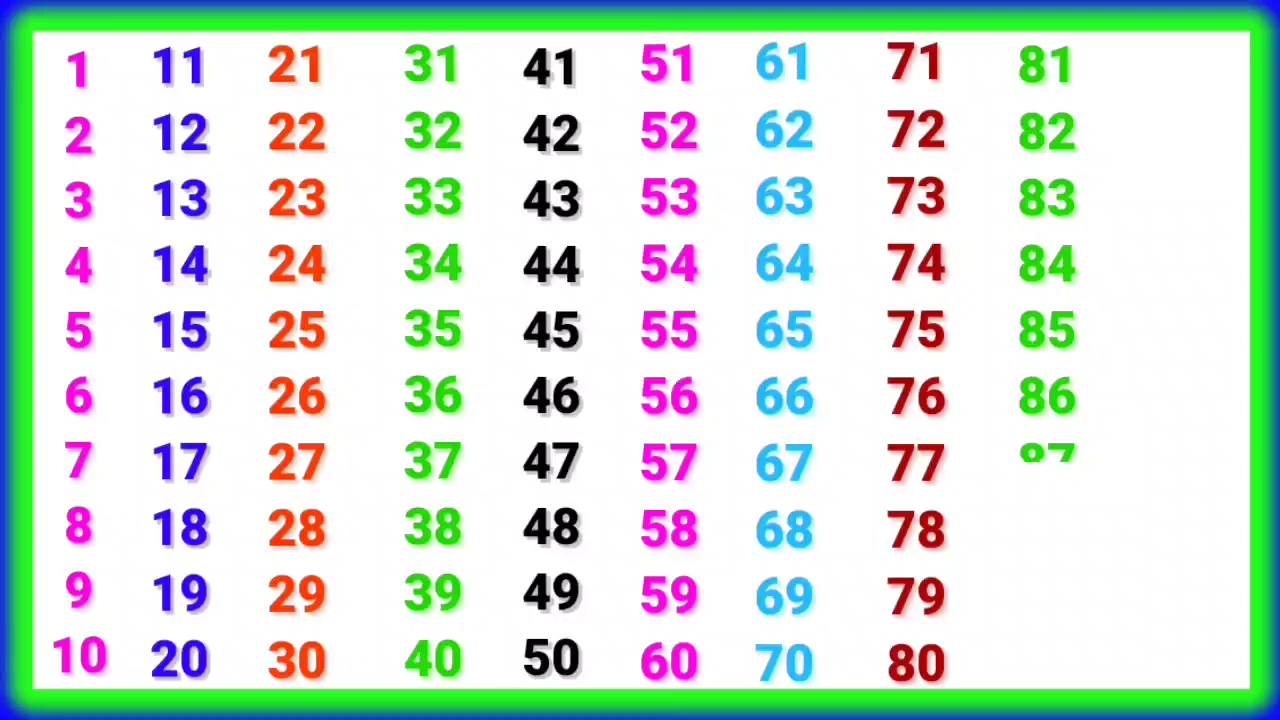 1 11 21 31 41 51 61 71 81
2 12 22 32 42 52 62 72 82
3 13 23 33 43 53 63 73 83
4 14 24 34 44 54 64 74 84
5 15 25 35 45 55 65 75 85
6 16 26 36 46 56 66 76 86
7 17 27 37 47 57 67 77 87
8 18 28 38 48 58 68 78
9 19 29 39 49 59 69 79
10 20 30 40 50 60 70 80